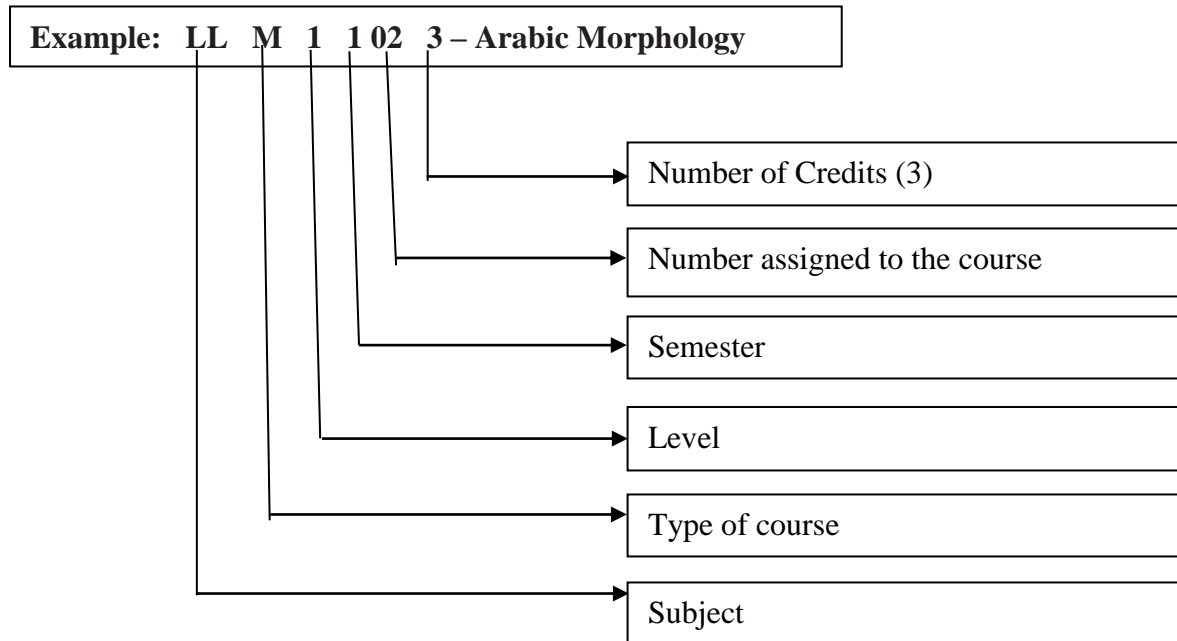 Example: LL M 1 1 02 3 – Arabic Morphology
Number of Credits (3)
Number assigned to the course
Semester
Level
Type of course
Subject